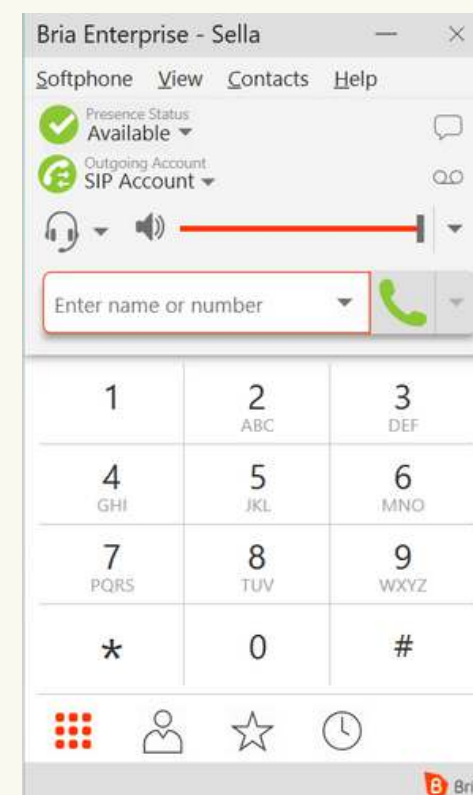 Bria Enterprise - Sella
Softphone View Contacts Help
Presence Status
Available
Outgoing Account
SIP Account
Enter name or number
1 2 3
ABC DEF
4 5 6
GHI JKL MNO
7 8 9
PQRS TUV WXYZ
* 0 #